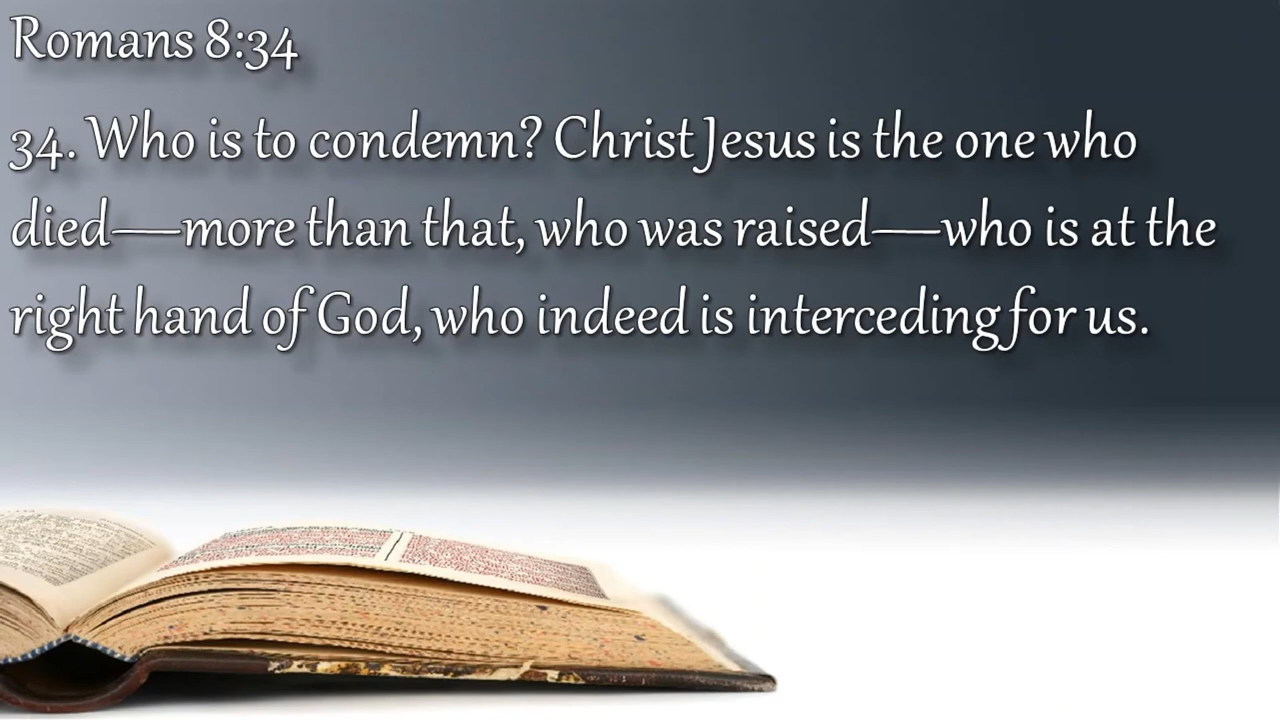 Romans 8:34
34. Who is to condemn? Christ Jesus is the one who
died—more than that, who was raised—who is at the
right hand of God, who indeed is interceding for us.